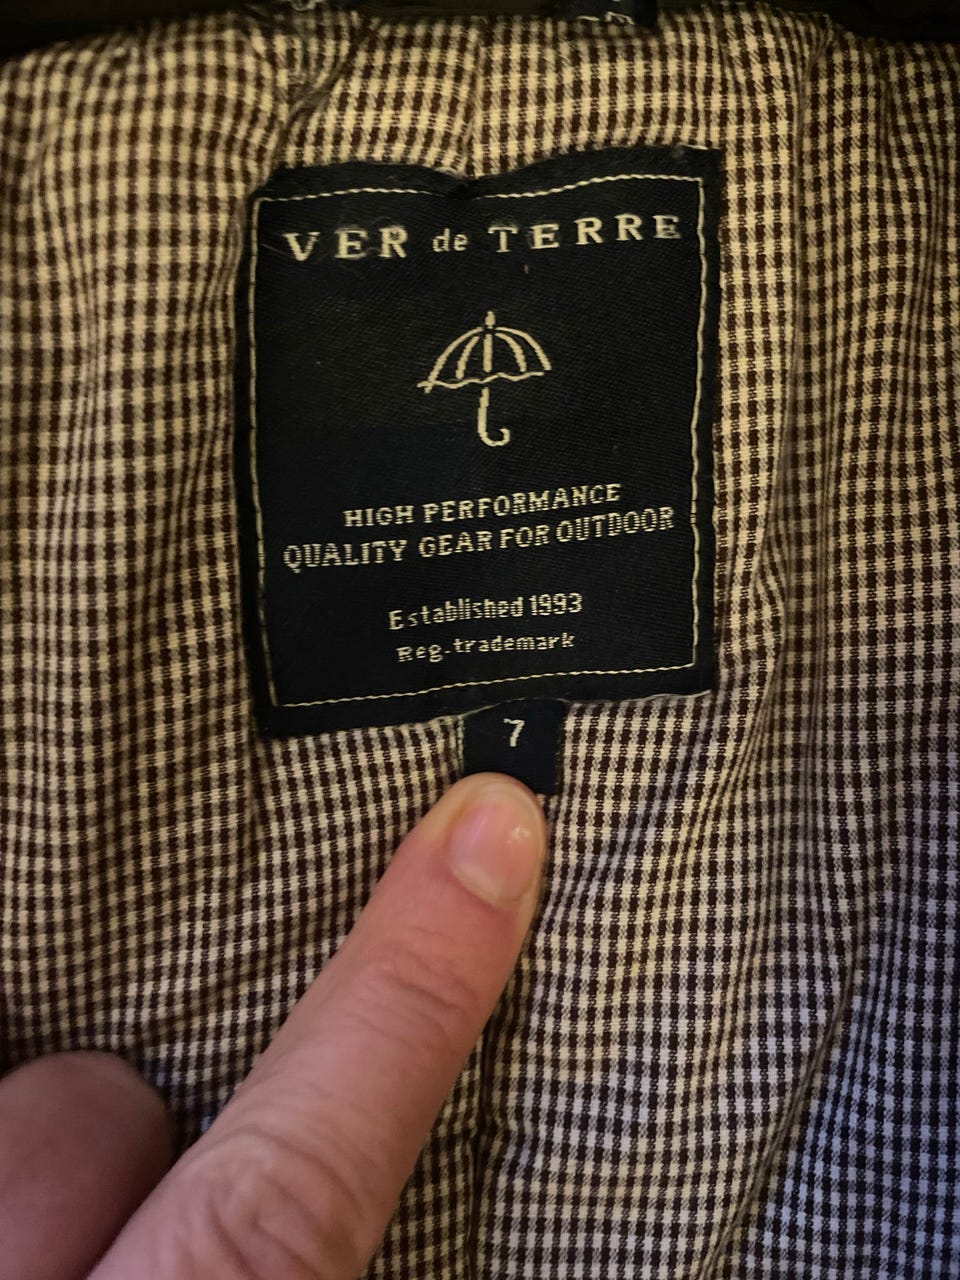 VER de TERRE
HIGH PERFORMANCE
QUALITY GEAR FOR OUTDOOR
Established 1993
Reg. trademark
7